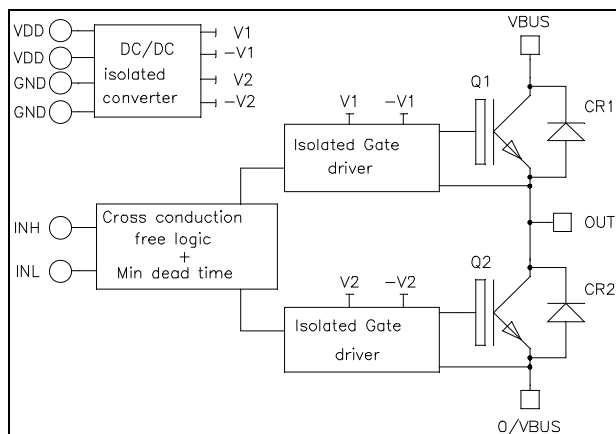 VDD
VDD
GND
GND
DC/DC
isolated
converter
V1
-V1
V2
-V2
VBUS
Q1
CR1
V1
-V1
Isolated Gate
driver
INH
INL
Cross conduction
free logic
+
Min dead time
OUT
Q2
CR2
V2
-V2
Isolated Gate
driver
0/VBUS